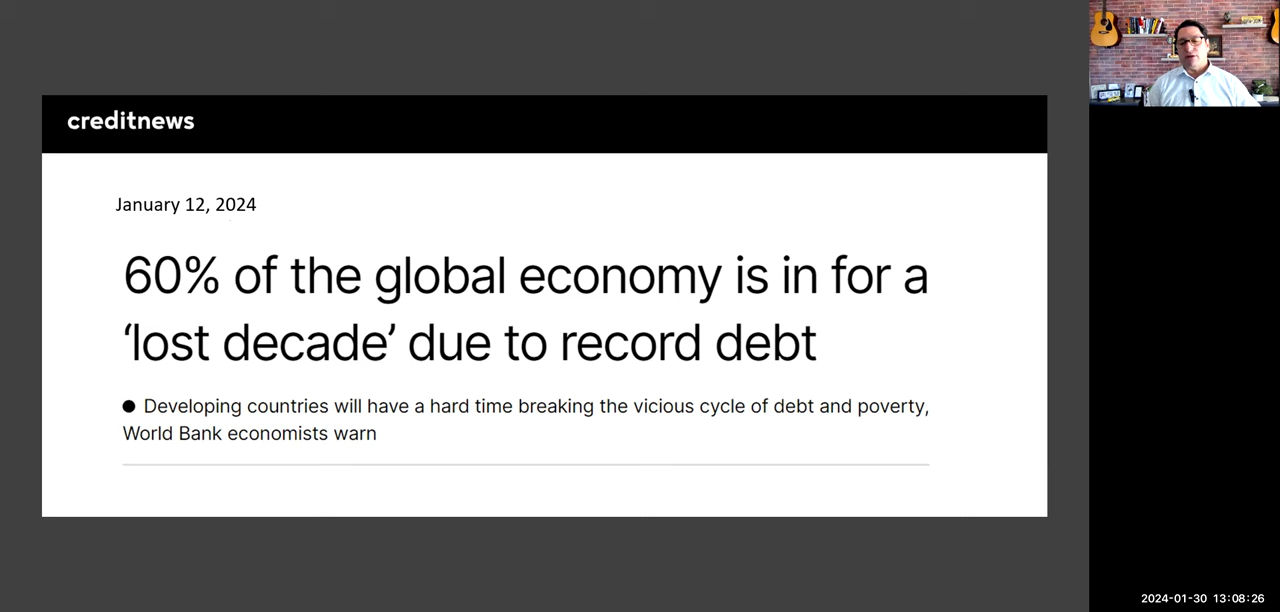 creditnews
January 12, 2024
60% of the global economy is in for a
‘lost decade’ due to record debt
● Developing countries will have a hard time breaking the vicious cycle of debt and poverty,
World Bank economists warn
2024-01-30 13:08:26